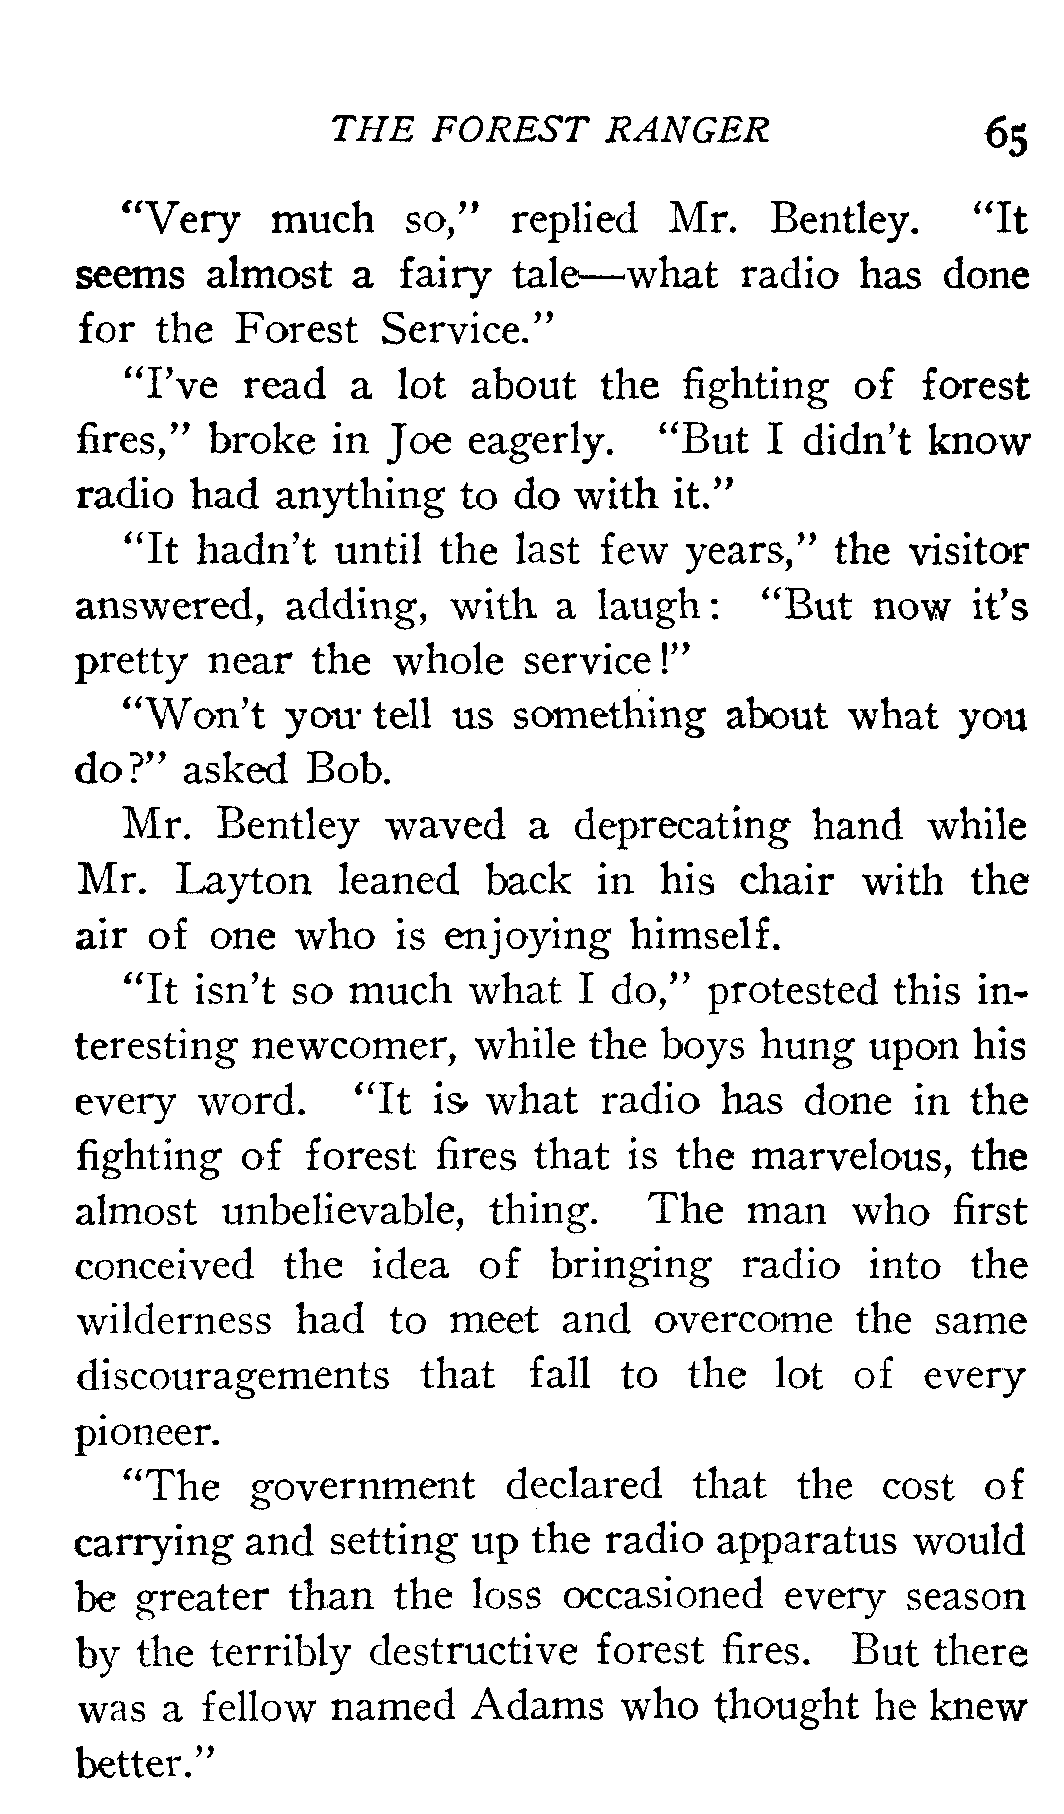 THE FOREST RANGER 65
"Very much so," replied Mr. Bentley. "It
seems almost a fairy tale—what radio has done
for the Forest Service."
"I've read a lot about the fighting of forest
fires," broke in Joe eagerly. "But I didn't know
radio had anything to do with it."
"It hadn't until the last few years," the visitor
answered, adding, with a laugh: "But now it's
pretty near the whole service!"
"Won't you tell us something about what you
do?" asked Bob.
Mr. Bentley waved a deprecating hand while
Mr. Layton leaned back in his chair with the
air of one who is enjoying himself.
"It isn't so much what I do," protested this in-
teresting newcomer, while the boys hung upon his
every word. "It is what radio has done in the
fighting of forest fires that is the marvelous, the
almost unbelievable, thing. The man who first
conceived the idea of bringing radio into the
wilderness had to meet and overcome the same
discouragements that fall to the lot of every
pioneer.
"The government declared that the cost of
carrying and setting up the radio apparatus would
be greater than the loss occasioned every season
by the terribly destructive forest fires. But there
was a fellow named Adams who thought he knew
better."